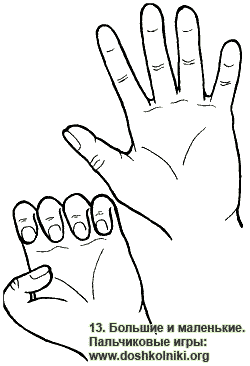 13. Большие и маленькие.
Пальчиковые игры:
www.doshkolniki.org